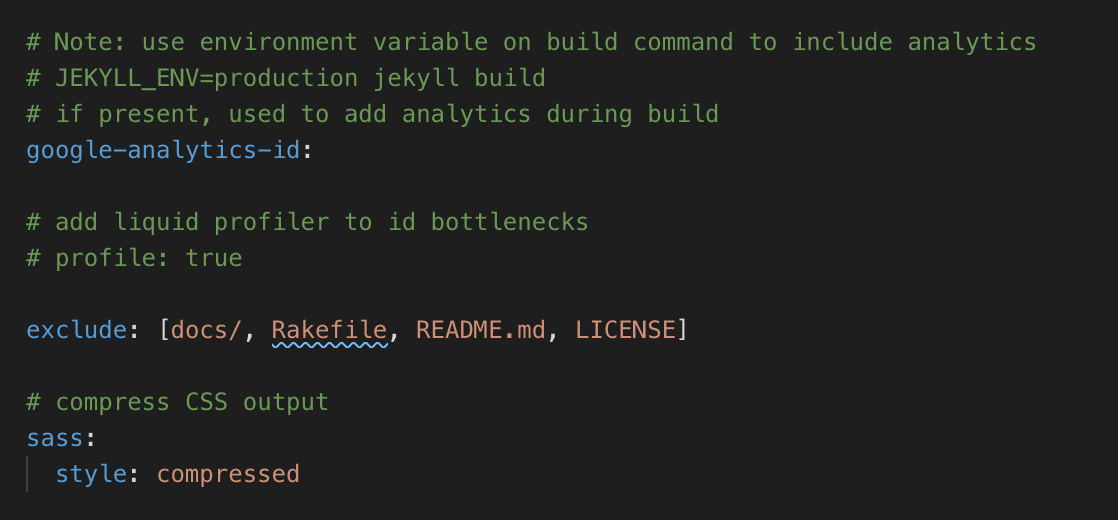 # Note: use environment variable on build command to include analytics
# JEKYLL_ENV=production jekyll build
# if present, used to add analytics during build
google-analytics-id:
# add liquid profiler to id bottlenecks
# profile: true
exclude: [docs/, Rakefile, README.md, LICENSE]
# compress CSS output
sass:
  style: compressed